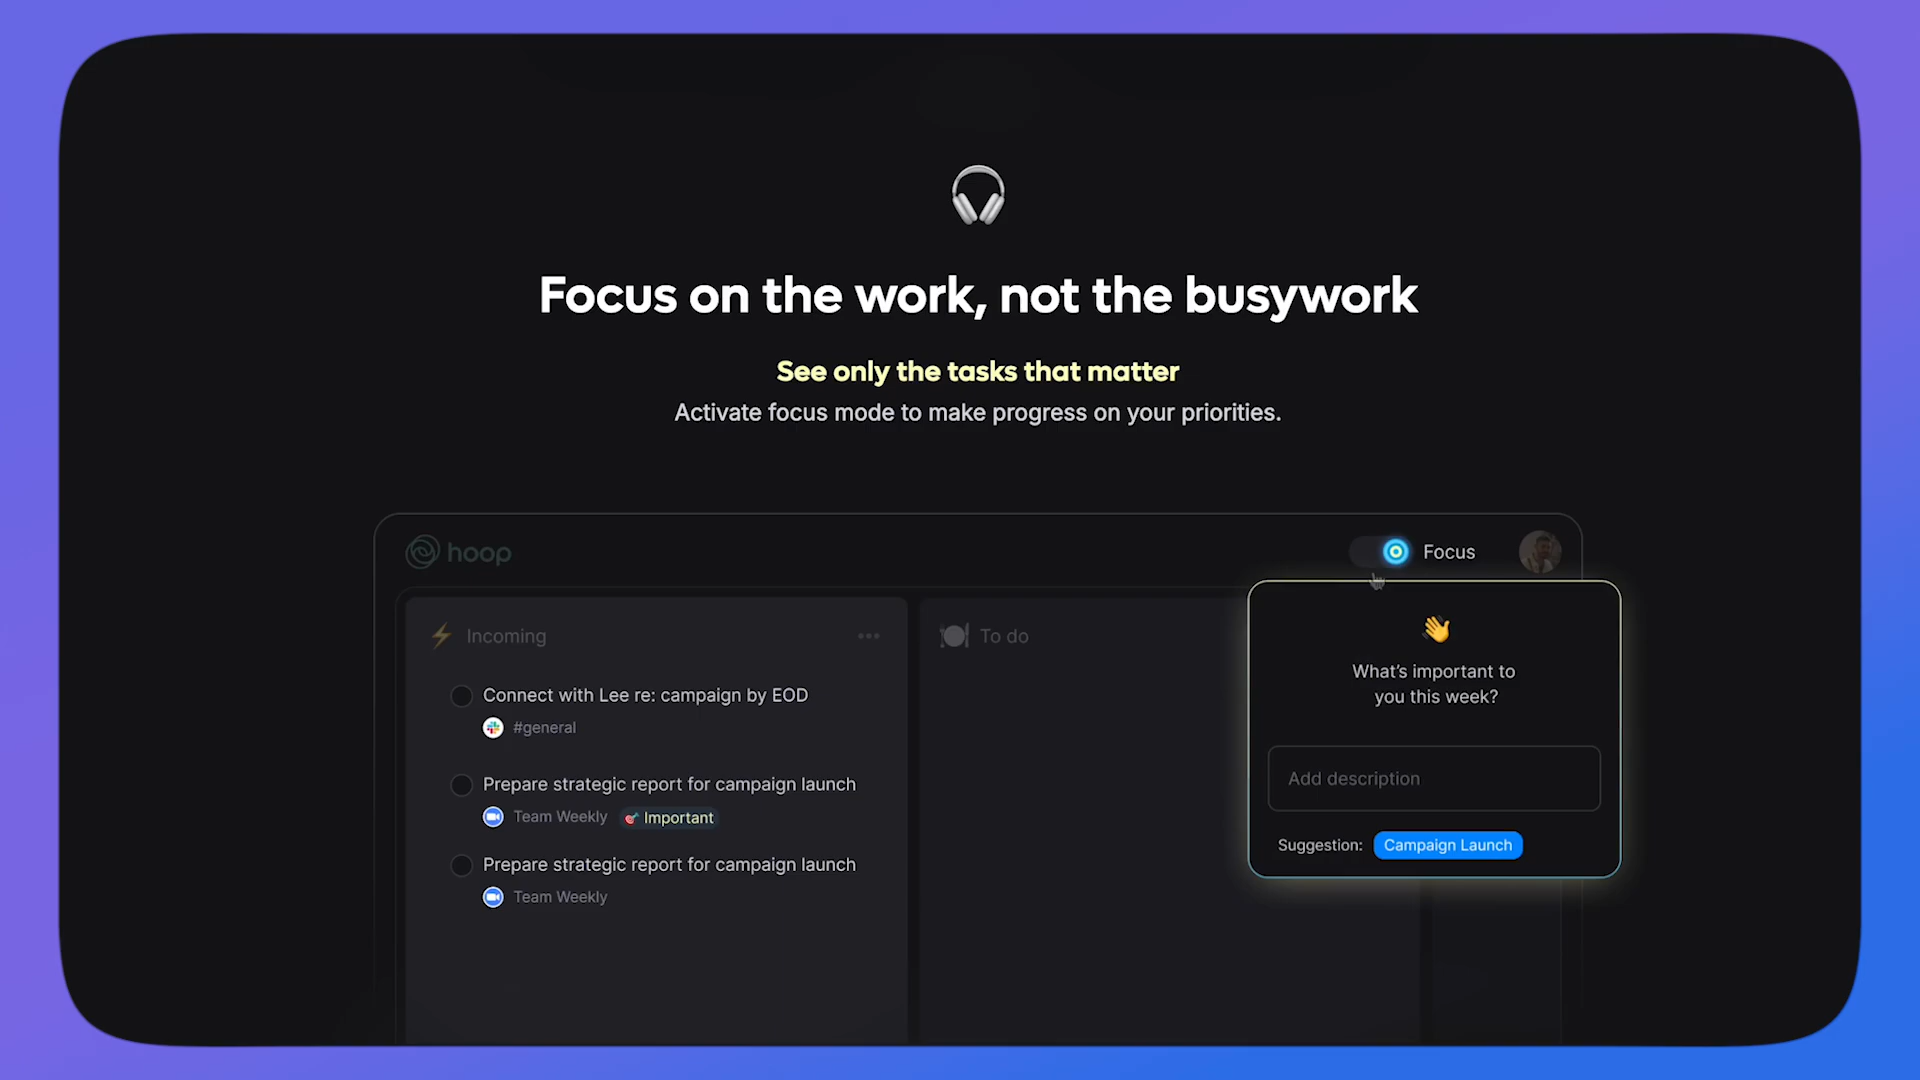 Focus on the work, not the busywork
See only the tasks that matter
Activate focus mode to make progress on your priorities.
hoop
Focus
Incoming
Connect with Lee re: campaign by EOD
#general
Prepare strategic report for campaign launch
Team Weekly
Important
Prepare strategic report for campaign launch
Team Weekly
To do
What's important to
you this week?
Add description
Suggestion: Campaign Launch